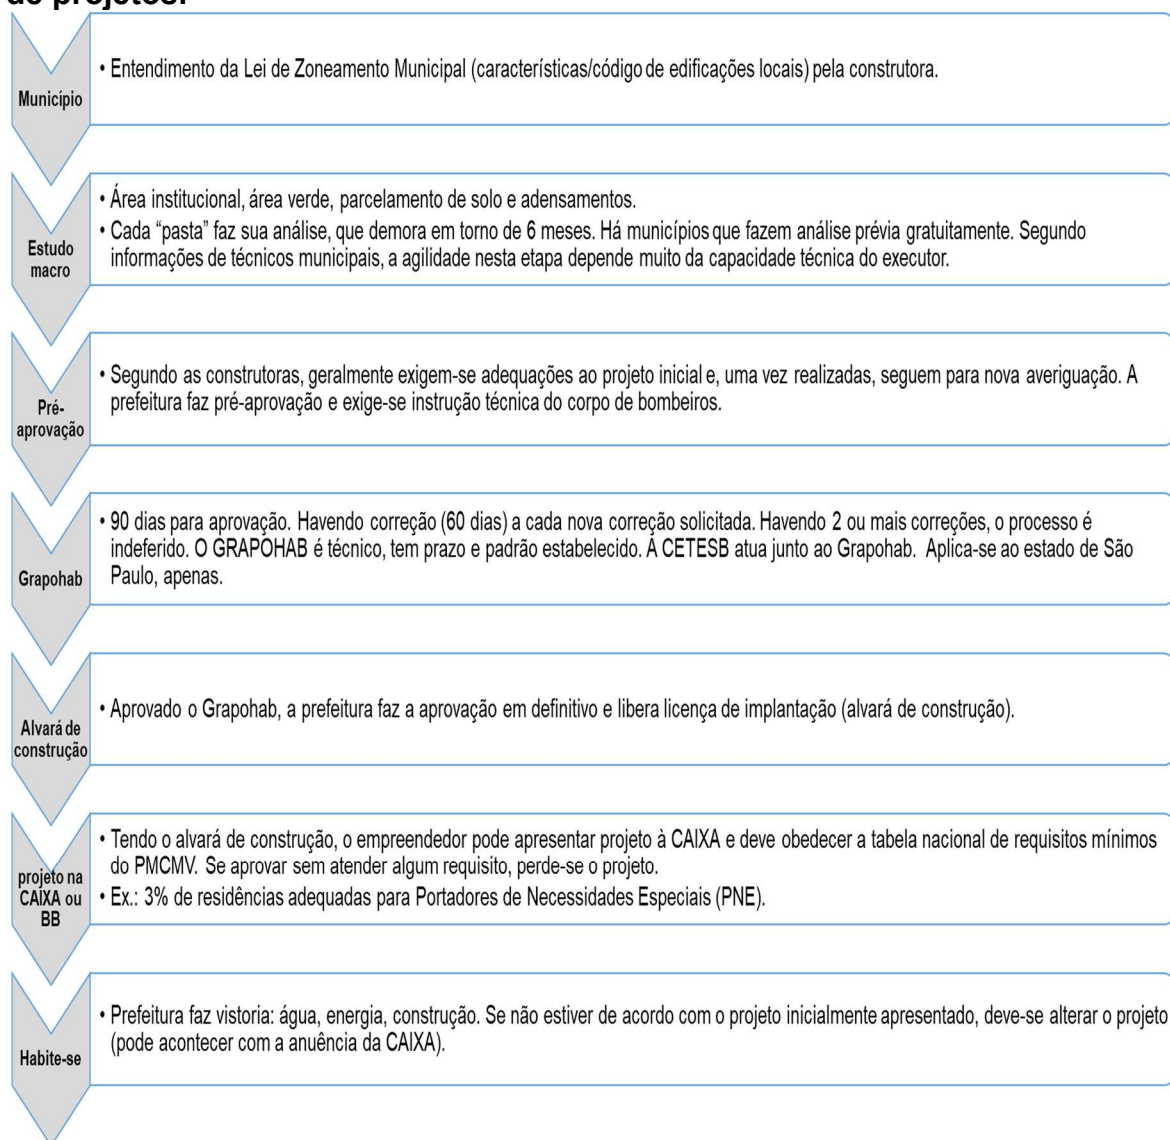 de projetos.
Município
• Entendimento da Lei de Zoneamento Municipal (características/código de edificações locais) pela construtora.
Estudo
macro
• Área institucional, área verde, parcelamento de solo e adensamentos.
• Cada “pasta” faz sua análise, que demora em torno de 6 meses. Há municípios que fazem análise prévia gratuitamente. Segundo
informações de técnicos municipais, a agilidade nesta etapa depende muito da capacidade técnica do executor.
Pré-
aprovação
• Segundo as construtoras, geralmente exigem-se adequações ao projeto inicial e, uma vez realizadas, seguem para nova averiguação. A
prefeitura faz pré-aprovação e exige-se instrução técnica do corpo de bombeiros.
Grapohab
• 90 dias para aprovação. Havendo correção (60 dias) a cada nova correção solicitada. Havendo 2 ou mais correções, o processo é
indeferido. O GRAPOHAB é técnico, tem prazo e padrão estabelecido. A CETESB atua junto ao Grapohab. Aplica-se ao estado de São
Paulo, apenas.
Alvará de
construção
• Aprovado o Grapohab, a prefeitura faz a aprovação em definitivo e libera licença de implantação (alvará de construção).
projeto na
CAIXA ou
BB
• Tendo o alvará de construção, o empreendedor pode apresentar projeto à CAIXA e deve obedecer a tabela nacional de requisitos mínimos
do PMCMV. Se aprovar sem atender algum requisito, perde-se o projeto.
• Ex.: 3% de residências adequadas para Portadores de Necessidades Especiais (PNE).
Habite-se
• Prefeitura faz vistoria: água, energia, construção. Se não estiver de acordo com o projeto inicialmente apresentado, deve-se alterar o projeto
(pode acontecer com a anuência da CAIXA).